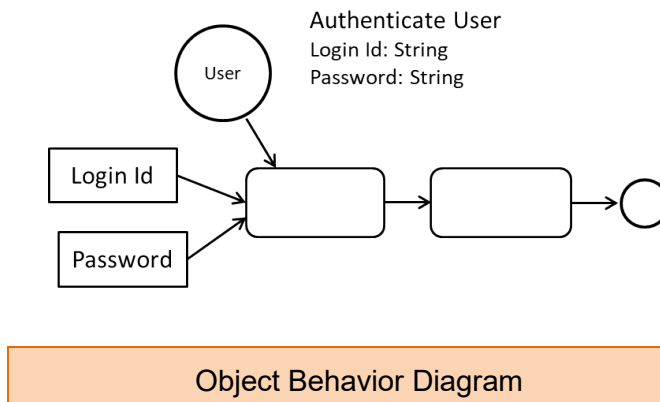 Authenticate User
Login Id: String
Password: String
User
Login Id
Password
Object Behavior Diagram